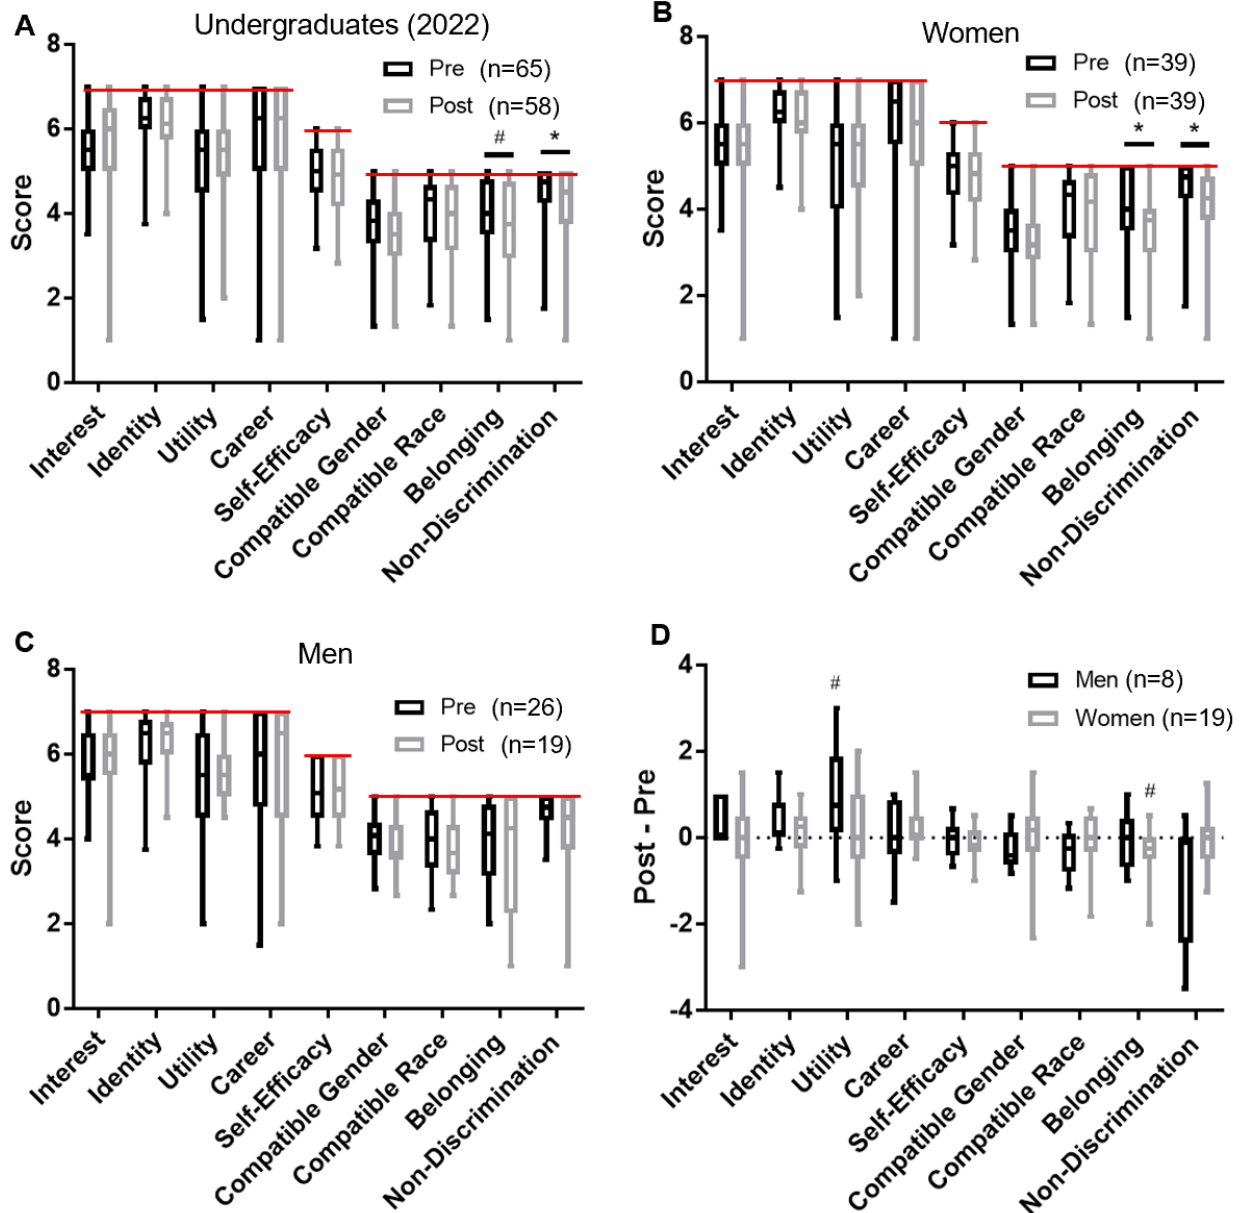 A
Undergraduates (2022)
Pre (n=65)
Post (n=58)
#
*
Score
8
6
4
2
0
Interest
Identity
Utility
Career
Self-Efficacy
Compatible Gender
Compatible Race
Belonging
Non-Discrimination
B
Women
Pre (n=39)
Post (n=39)
*
*
Score
8
6
4
2
0
Interest
Identity
Utility
Career
Self-Efficacy
Compatible Gender
Compatible Race
Belonging
Non-Discrimination
C
Men
Pre (n=26)
Post (n=19)
Score
8
6
4
2
0
Interest
Identity
Utility
Career
Self-Efficacy
Compatible Gender
Compatible Race
Belonging
Non-Discrimination
D
Men (n=8)
Women (n=19)
#
#
Post - Pre
4
2
0
-2
-4
Interest
Identity
Utility
Career
Self-Efficacy
Compatible Gender
Compatible Race
Belonging
Non-Discrimination